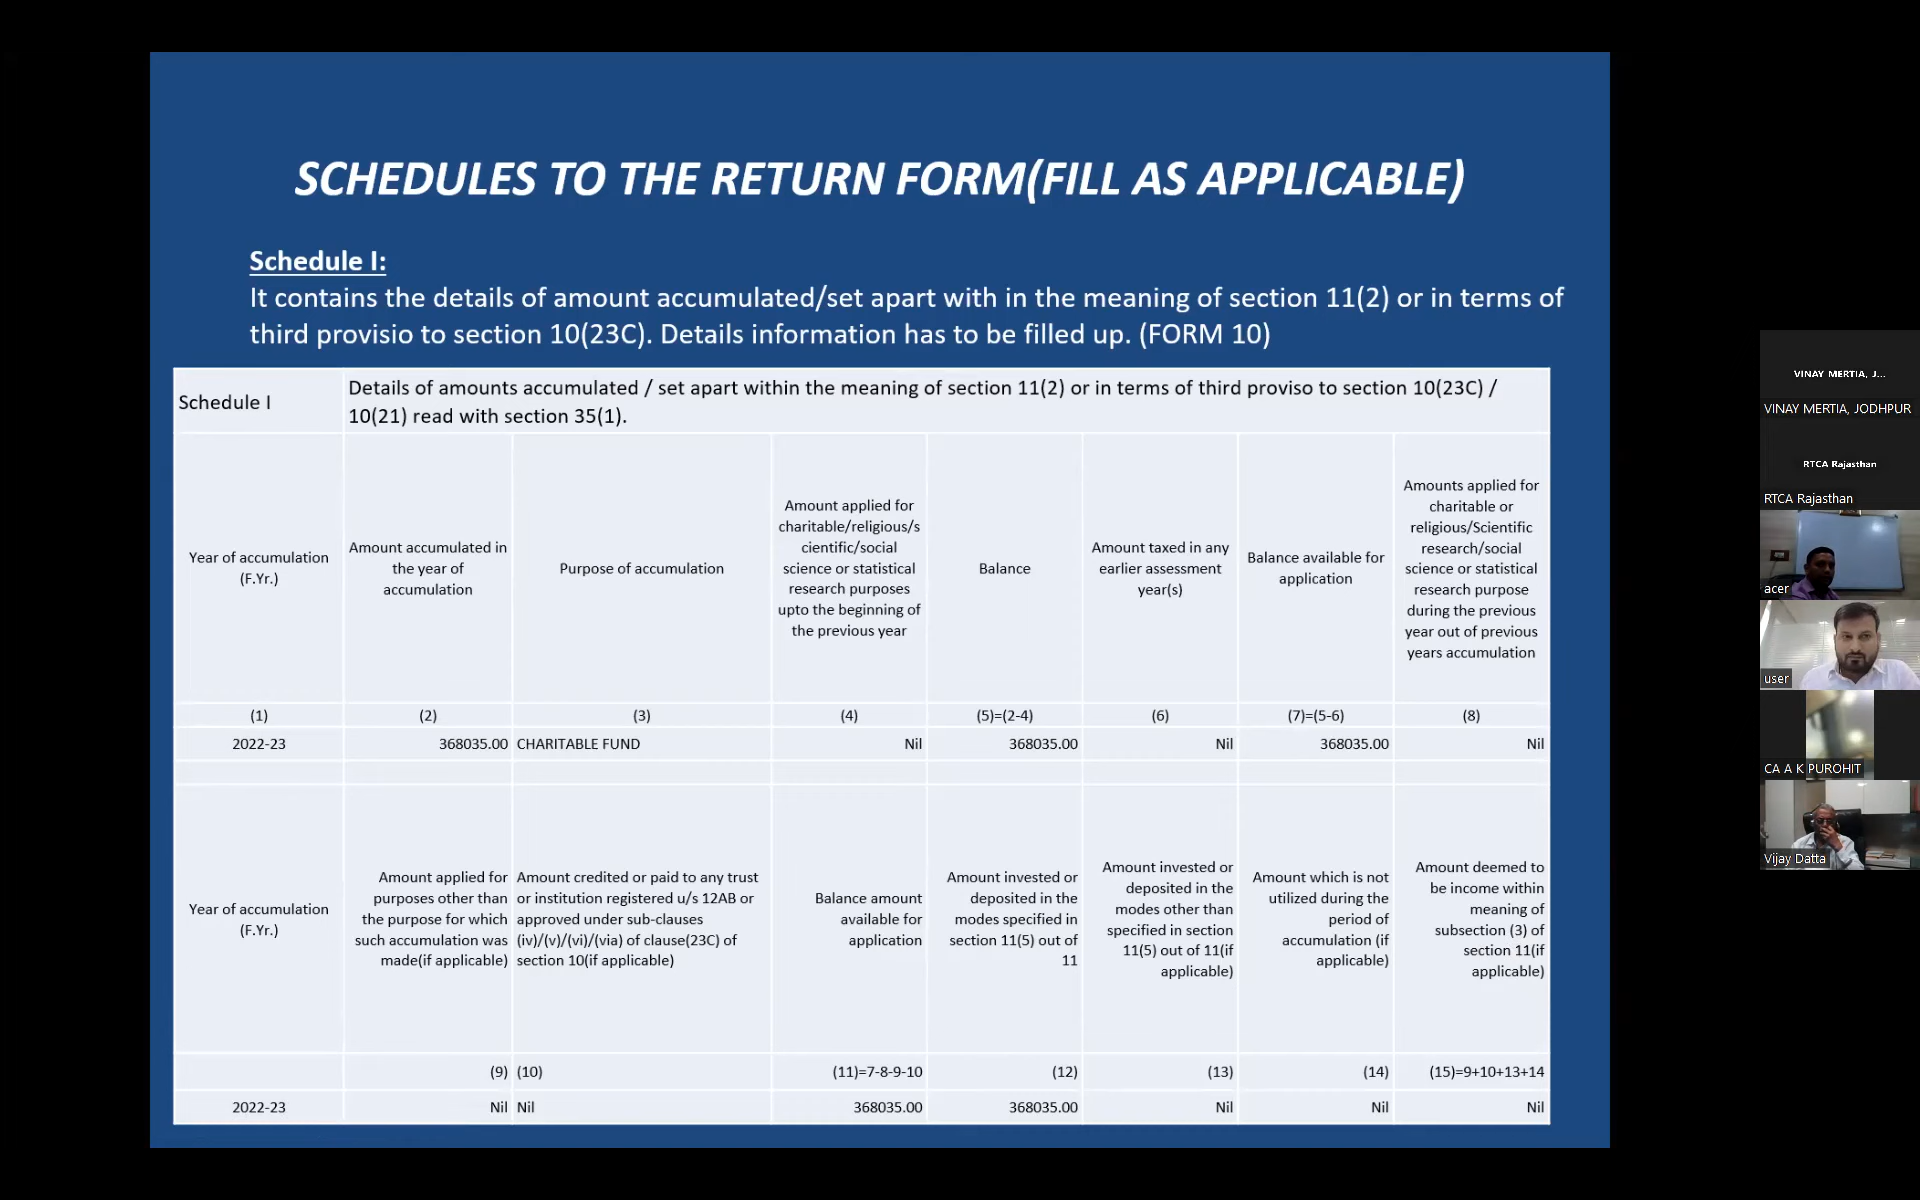 SCHEDULES TO THE RETURN FORM(FILL AS APPLICABLE)
Schedule I:
It contains the details of amount accumulated/set apart with in the meaning of section 11(2) or in terms of
third provisio to section 10(23C). Details information has to be filled up. (FORM 10)
Schedule I
Details of amounts accumulated / set apart within the meaning of section 11(2) or in terms of third proviso to section 10(23C) /
10(21) read with section 35(1).
Year of accumulation
(F.Yr.)
Amount accumulated in
the year of
accumulation
Purpose of accumulation
Amount applied for
charitable/religious/s
cientific/social
science or statistical
research purposes
upto the beginning of
the previous year
Balance
Amount taxed in any
earlier assessment
year(s)
Balance available for
application
Amounts applied for
charitable or
religious/Scientific
research/social
science or statistical
research purpose
during the previous
year out of previous
years accumulation
(1) (2) (3) (4) (5)=(2-4) (6) (7)=(5-6) (8)
2022-23 368035.00 CHARITABLE FUND Nil 368035.00 Nil 368035.00 Nil
Year of accumulation
(F.Yr.)
Amount applied for
purposes other than
the purpose for which
such accumulation was
made(if applicable)
Amount credited or paid to any trust
or institution registered u/s 12AB or
approved under sub-clauses
(iv)/(v)/(vi)/(via) of clause(23C) of
section 10(if applicable)
Balance amount
available for
application
Amount invested or
deposited in the
modes specified in
section 11(5) out of
11
Amount invested or
deposited in the
modes other than
specified in section
11(5) out of 11(if
applicable)
Amount which is not
utilized during the
period of
accumulation (if
applicable)
Amount deemed to
be income within
meaning of
subsection (3) of
section 11(if
applicable)
(9) (10) (11)=7-8-9-10 (12) (13) (14) (15)=9+10+13+14
2022-23 Nil Nil 368035.00 368035.00 Nil Nil Nil
VINAY MERTIA, J...
VINAY MERTIA, JODHPUR
RTCA Rajasthan
RTCA Rajasthan
acer
user
CA A K PUROHIT
Vijay Datta